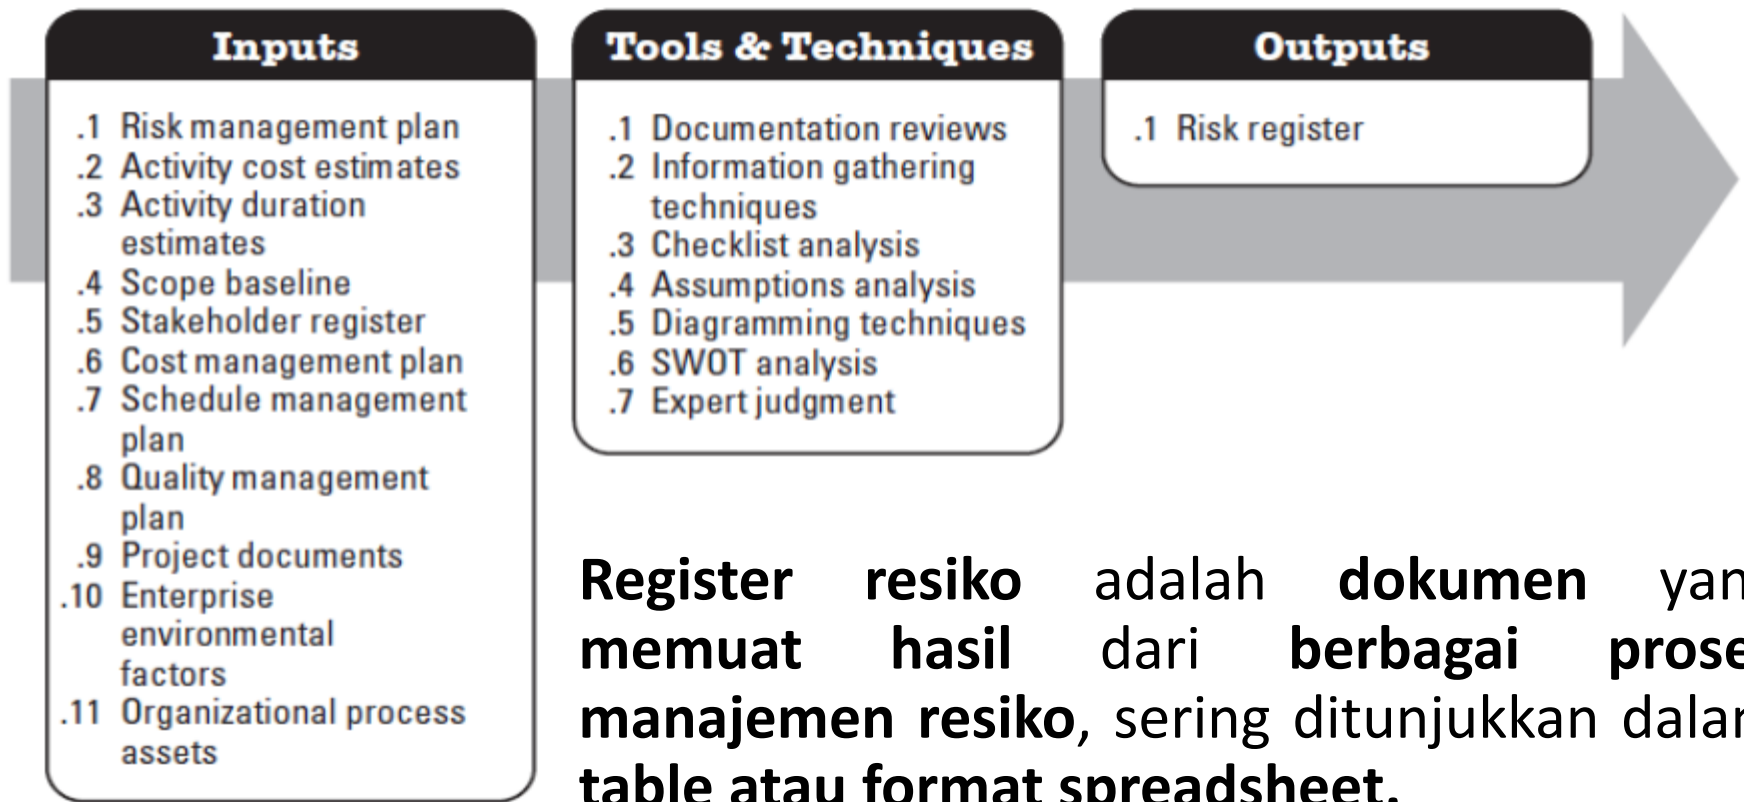 Inputs
.1 Risk management plan
.2 Activity cost estimates
.3 Activity duration
estimates
.4 Scope baseline
.5 Stakeholder register
.6 Cost management plan
.7 Schedule management
plan
.8 Quality management
plan
.9 Project documents
.10 Enterprise
environmental
factors
.11 Organizational process
assets
Tools & Techniques
.1 Documentation reviews
.2 Information gathering
techniques
.3 Checklist analysis
.4 Assumptions analysis
.5 Diagramming techniques
.6 SWOT analysis
.7 Expert judgment
Outputs
.1 Risk register
Register resiko adalah dokumen yan
memuat hasil dari berbagai prose
manajemen resiko, sering ditunjukkan dalam
table atau format spreadsheet.